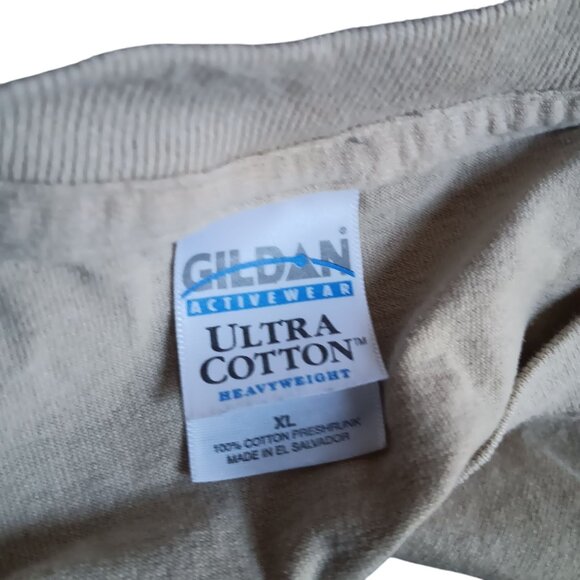 GILDAN
ACTIVEWEAR
ULTRA
COTTON™
HEAVYWEIGHT
XL
100% COTTON PRESHRUNK
MADE IN EL SALVADOR